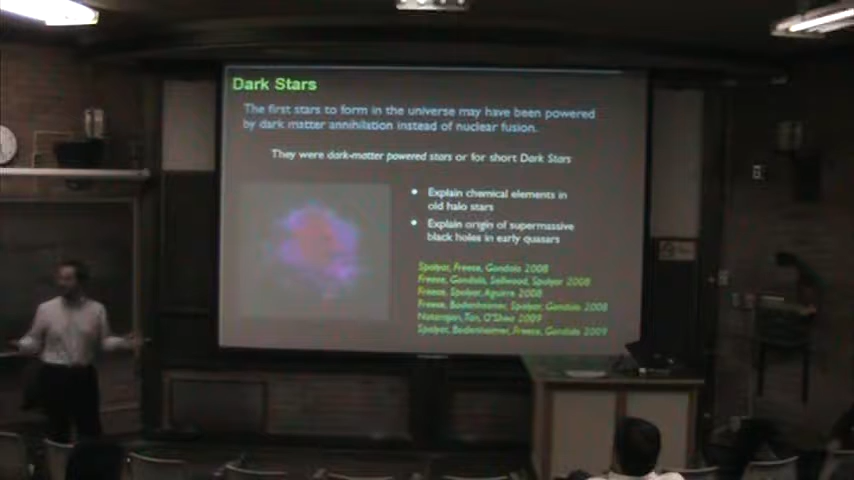 Dark Stars
The first stars to form in the universe may have been powered
by dark matter annihilation instead of nuclear fusion.
They were dark-matter powered stars or for short Dark Stars
• Explain chemical elements in
old halo stars
• Explain origin of supermassive
black holes in early quasars
Spolyar, Freese, Gondolo 2008
Freese, Gondolo, Sellwood, Spolyar 2008
Freese, Spolyar, Aguirre 2008
Freese, Bodenheimer, Spolyar, Gondolo 2008
Natarajan, Tan, O'Shea 2009
Spolyar, Bodenheimer, Freese, Gondolo 2009